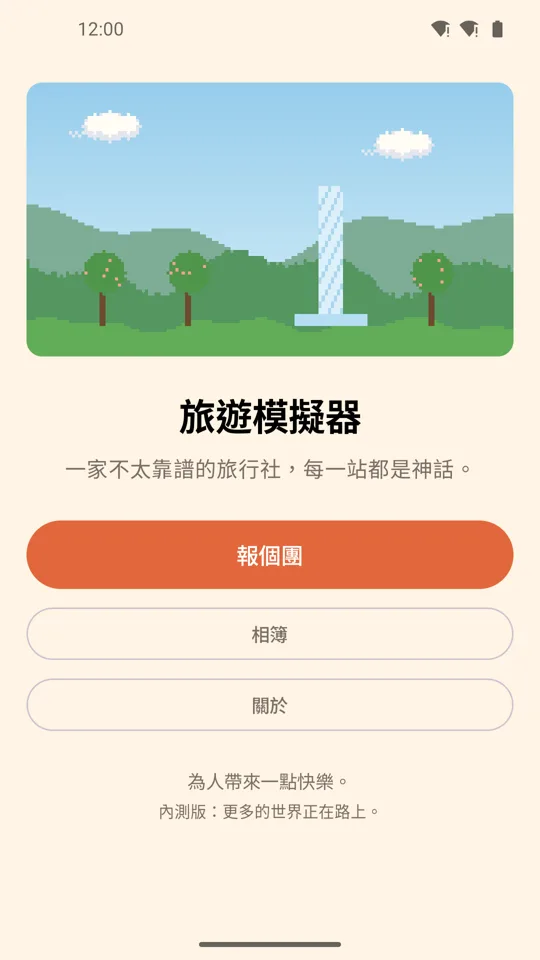 12:00
旅遊模擬器
一家不太靠譜的旅行社，每一站都是神話。
報個團
相簿
關於
為人帶來一點快樂。
內測版：更多的世界正在路上。